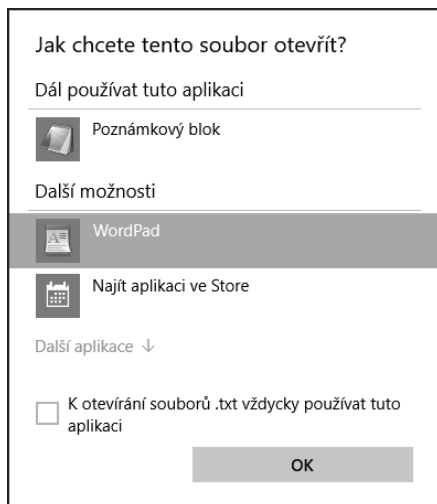 Jak chcete tento soubor otevřít?
Dál používat tuto aplikaci
Poznámkový blok
Další možnosti
WordPad
Najít aplikaci ve Store
Další aplikace ↓
K otevírání souborů .txt vždycky používat tuto
aplikaci
OK